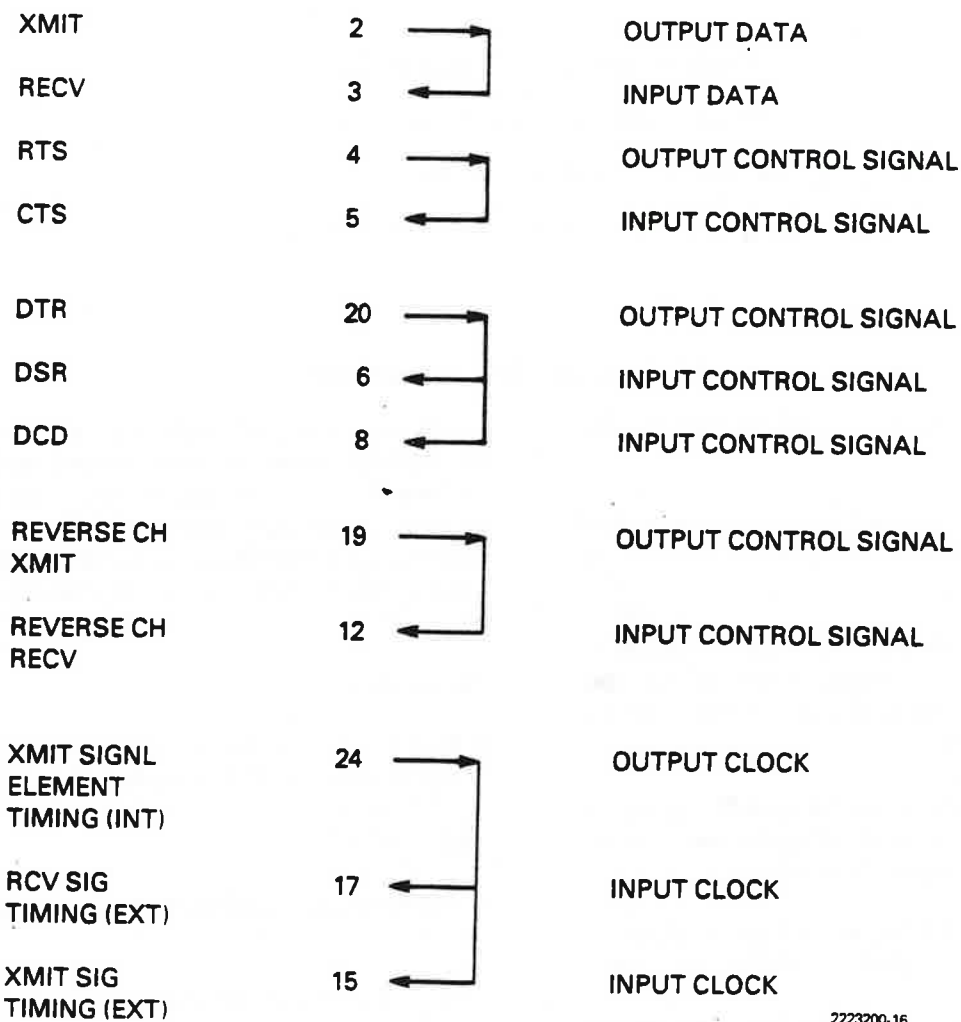 XMIT 2 OUTPUT DATA
RECV 3 INPUT DATA
RTS 4 OUTPUT CONTROL SIGNAL
CTS 5 INPUT CONTROL SIGNAL
DTR 20 OUTPUT CONTROL SIGNAL
DSR 6 INPUT CONTROL SIGNAL
DCD 8 INPUT CONTROL SIGNAL
REVERSE CH 19 OUTPUT CONTROL SIGNAL
XMIT
REVERSE CH 12 INPUT CONTROL SIGNAL
RECV
XMIT SIGNL 24 OUTPUT CLOCK
ELEMENT
TIMING (INT)
RCV SIG 17 INPUT CLOCK
TIMING (EXT)
XMIT SIG 15 INPUT CLOCK
TIMING (EXT)
2223200-16